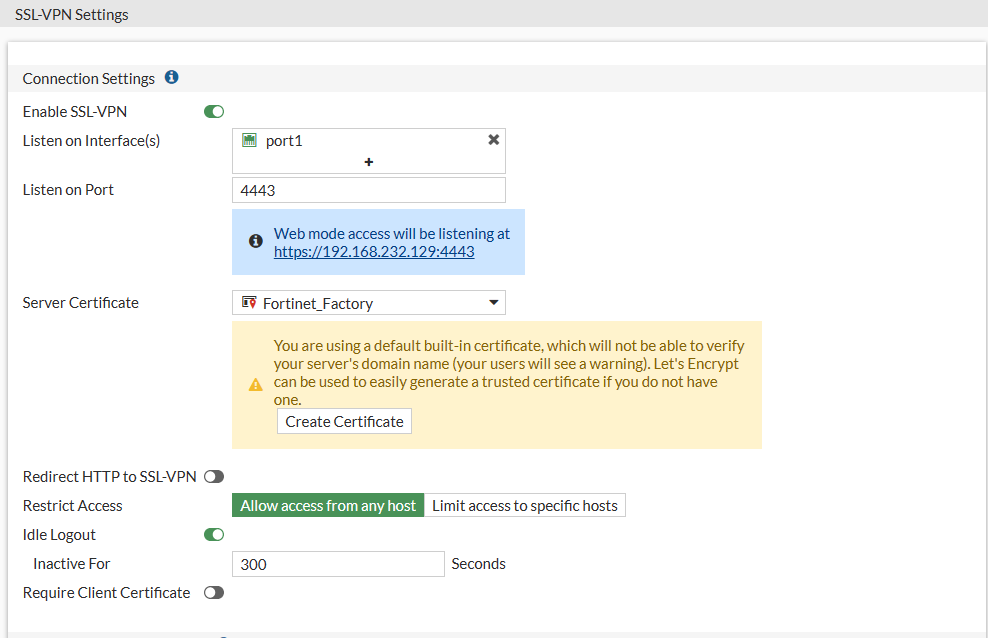 SSL-VPN Settings
Connection Settings
Enable SSL-VPN
Listen on Interface(s)
port1
+
Listen on Port
4443
Web mode access will be listening at
https://192.168.232.129:4443
Server Certificate
Fortinet_Factory
You are using a default built-in certificate, which will not be able to verify
your server's domain name (your users will see a warning). Let's Encrypt
can be used to easily generate a trusted certificate if you do not have
one.
Create Certificate
Redirect HTTP to SSL-VPN
Restrict Access
Allow access from any host
Limit access to specific hosts
Idle Logout
Inactive For
300
Seconds
Require Client Certificate